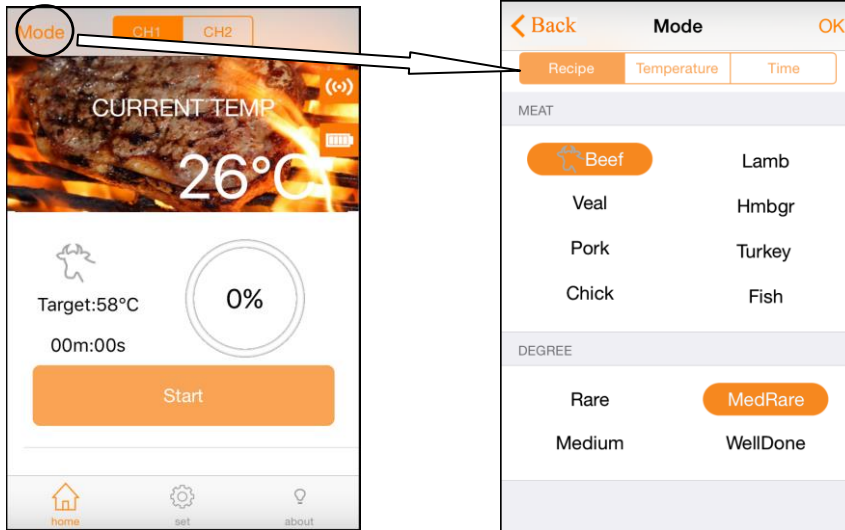 Mode CH1 CH2
CURRENT TEMP
26°C
Target:58°C
0%
00m:00s
Start
home set about
Back Mode OK
Recipe Temperature Time
MEAT
Beef Lamb
Veal Hmbgr
Pork Turkey
Chick Fish
DEGREE
Rare MedRare
Medium WellDone